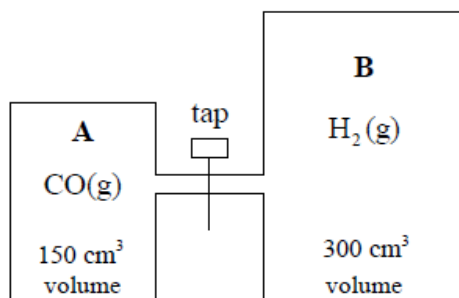 A
CO(g)
150 cm³
volume
tap
B
H₂(g)
300 cm³
volume